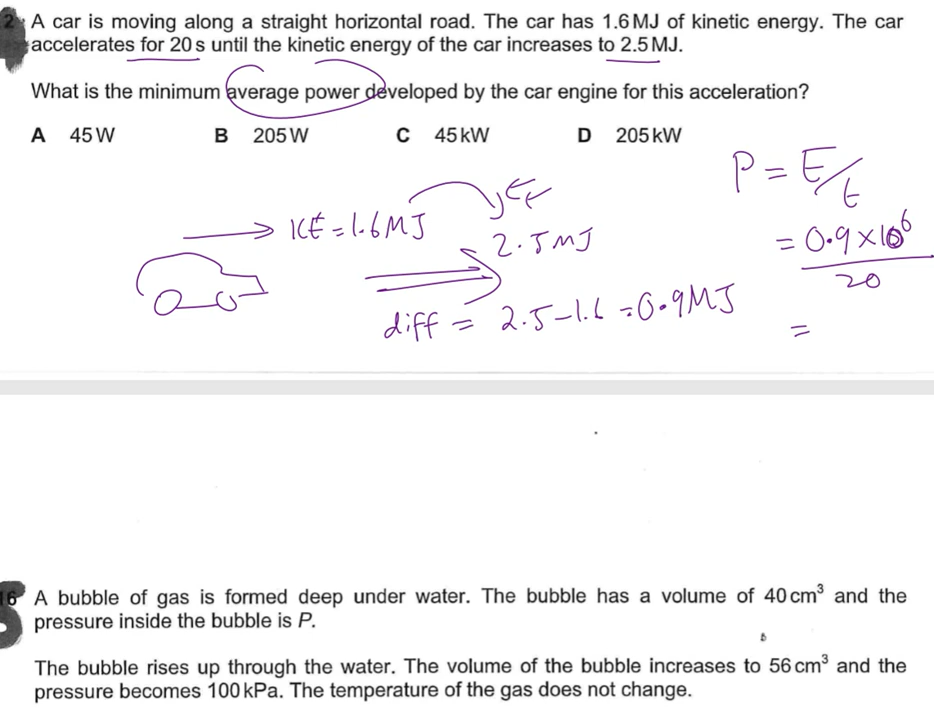 2 A car is moving along a straight horizontal road. The car has 1.6 MJ of kinetic energy. The car
accelerates for 20 s until the kinetic energy of the car increases to 2.5 MJ.
What is the minimum average power developed by the car engine for this acceleration?
A 45 W B 205 W C 45 kW D 205 kW
P = E/t
KE = 1.6MJ
2.5MJ
= 0.9×10⁶
20
diff = 2.5-1.6 = 0.9MJ
=
16 A bubble of gas is formed deep under water. The bubble has a volume of 40 cm³ and the
pressure inside the bubble is P.
The bubble rises up through the water. The volume of the bubble increases to 56 cm³ and the
pressure becomes 100 kPa. The temperature of the gas does not change.